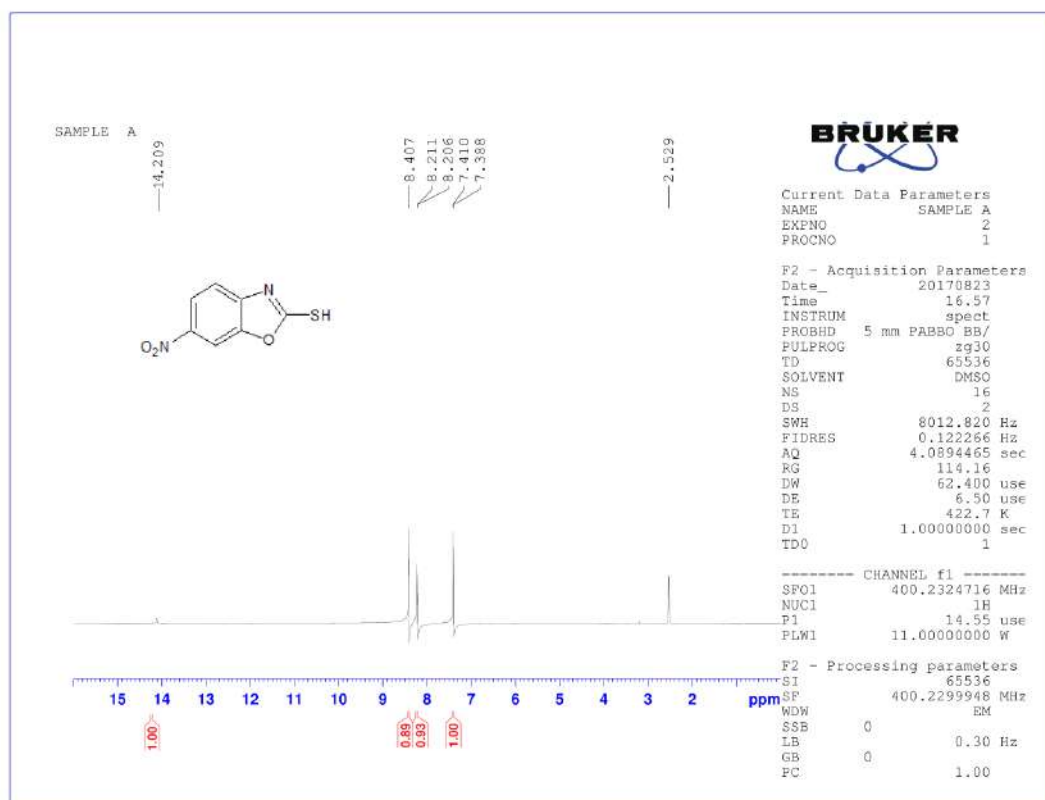 SAMPLE A
14.209
8.407
8.211
8.206
7.410
7.388
2.529
N
SH
O
O2N
15 14 13 12 11 10 9 8 7 6 5 4 3 2 ppm
1.00
0.89
0.93
1.00
BRUKER
Current Data Parameters
NAME SAMPLE A
EXPNO 2
PROCNO 1
F2 - Acquisition Parameters
Date_ 20170823
Time 16.57
INSTRUM spect
PROBHD 5 mm PABBO BB/
PULPROG zg30
TD 65536
SOLVENT DMSO
NS 16
DS 2
SWH 8012.820 Hz
FIDRES 0.122266 Hz
AQ 4.0894465 sec
RG 114.16
DW 62.400 use
DE 6.50 use
TE 422.7 K
D1 1.00000000 sec
TD0 1
======== CHANNEL f1 ========
SFO1 400.2324716 MHz
NUC1 1H
P1 14.55 use
PLW1 11.00000000 W
F2 - Processing parameters
SI 65536
SF 400.2299948 MHz
WDW EM
SSB 0
LB 0.30 Hz
GB 0
PC 1.00